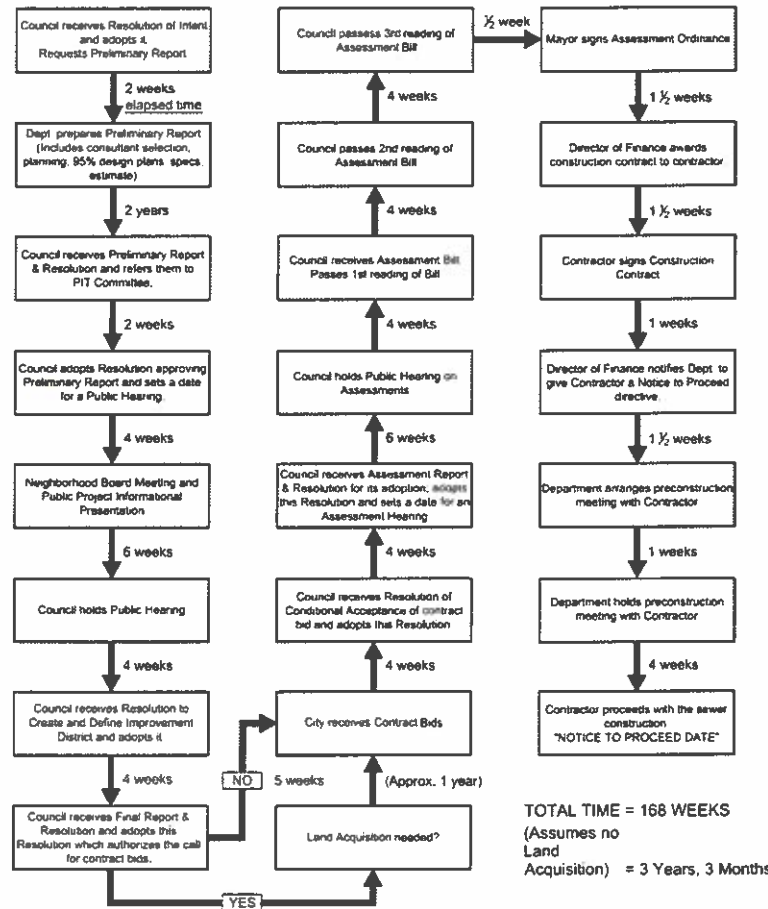 Council receives Resolution of Intent
and adopts it
Requests Preliminary Report
2 weeks
elapsed time
Dept. prepares Preliminary Report
(Includes consultant selection,
planning, 95% design plans, specs,
estimate)
2 years
Council receives Preliminary Report
& Resolution and refers them to
PIT Committee.
2 weeks
Council adopts Resolution approving
Preliminary Report and sets a date
for a Public Hearing.
4 weeks
Neighborhood Board Meeting and
Public Project Informational
Presentation
6 weeks
Council holds Public Hearing
4 weeks
Council receives Resolution to
Create and Define Improvement
District and adopts it
4 weeks
Council receives Final Report &
Resolution and adopts this
Resolution which authorizes the call
for contract bids.
NO
5 weeks
YES
Land Acquisition needed?
(Approx. 1 year)
City receives Contract Bids
4 weeks
Council receives Resolution of
Conditional Acceptance of contract
bid and adopts this Resolution
4 weeks
Council receives Assessment Report
& Resolution for its adoption, adopts
this Resolution and sets a date for an
Assessment Hearing
6 weeks
Council holds Public Hearing on
Assessments
4 weeks
Council receives Assessment Bill
Passes 1st reading of Bill
4 weeks
Council passes 2nd reading of
Assessment Bill
4 weeks
Council passess 3rd reading of
Assessment Bill
½ week
Mayor signs Assessment Ordinance
1 ½ weeks
Director of Finance awards
construction contract to contractor
1 ½ weeks
Contractor signs Construction
Contract
1 weeks
Director of Finance notifies Dept. to
give Contractor a Notice to Proceed
directive.
1 ½ weeks
Department arranges preconstruction
meeting with Contractor
1 weeks
Department holds preconstruction
meeting with Contractor
4 weeks
Contractor proceeds with the sewer
construction
"NOTICE TO PROCEED DATE"
TOTAL TIME = 168 WEEKS
(Assumes no
Land
Acquisition) = 3 Years, 3 Months